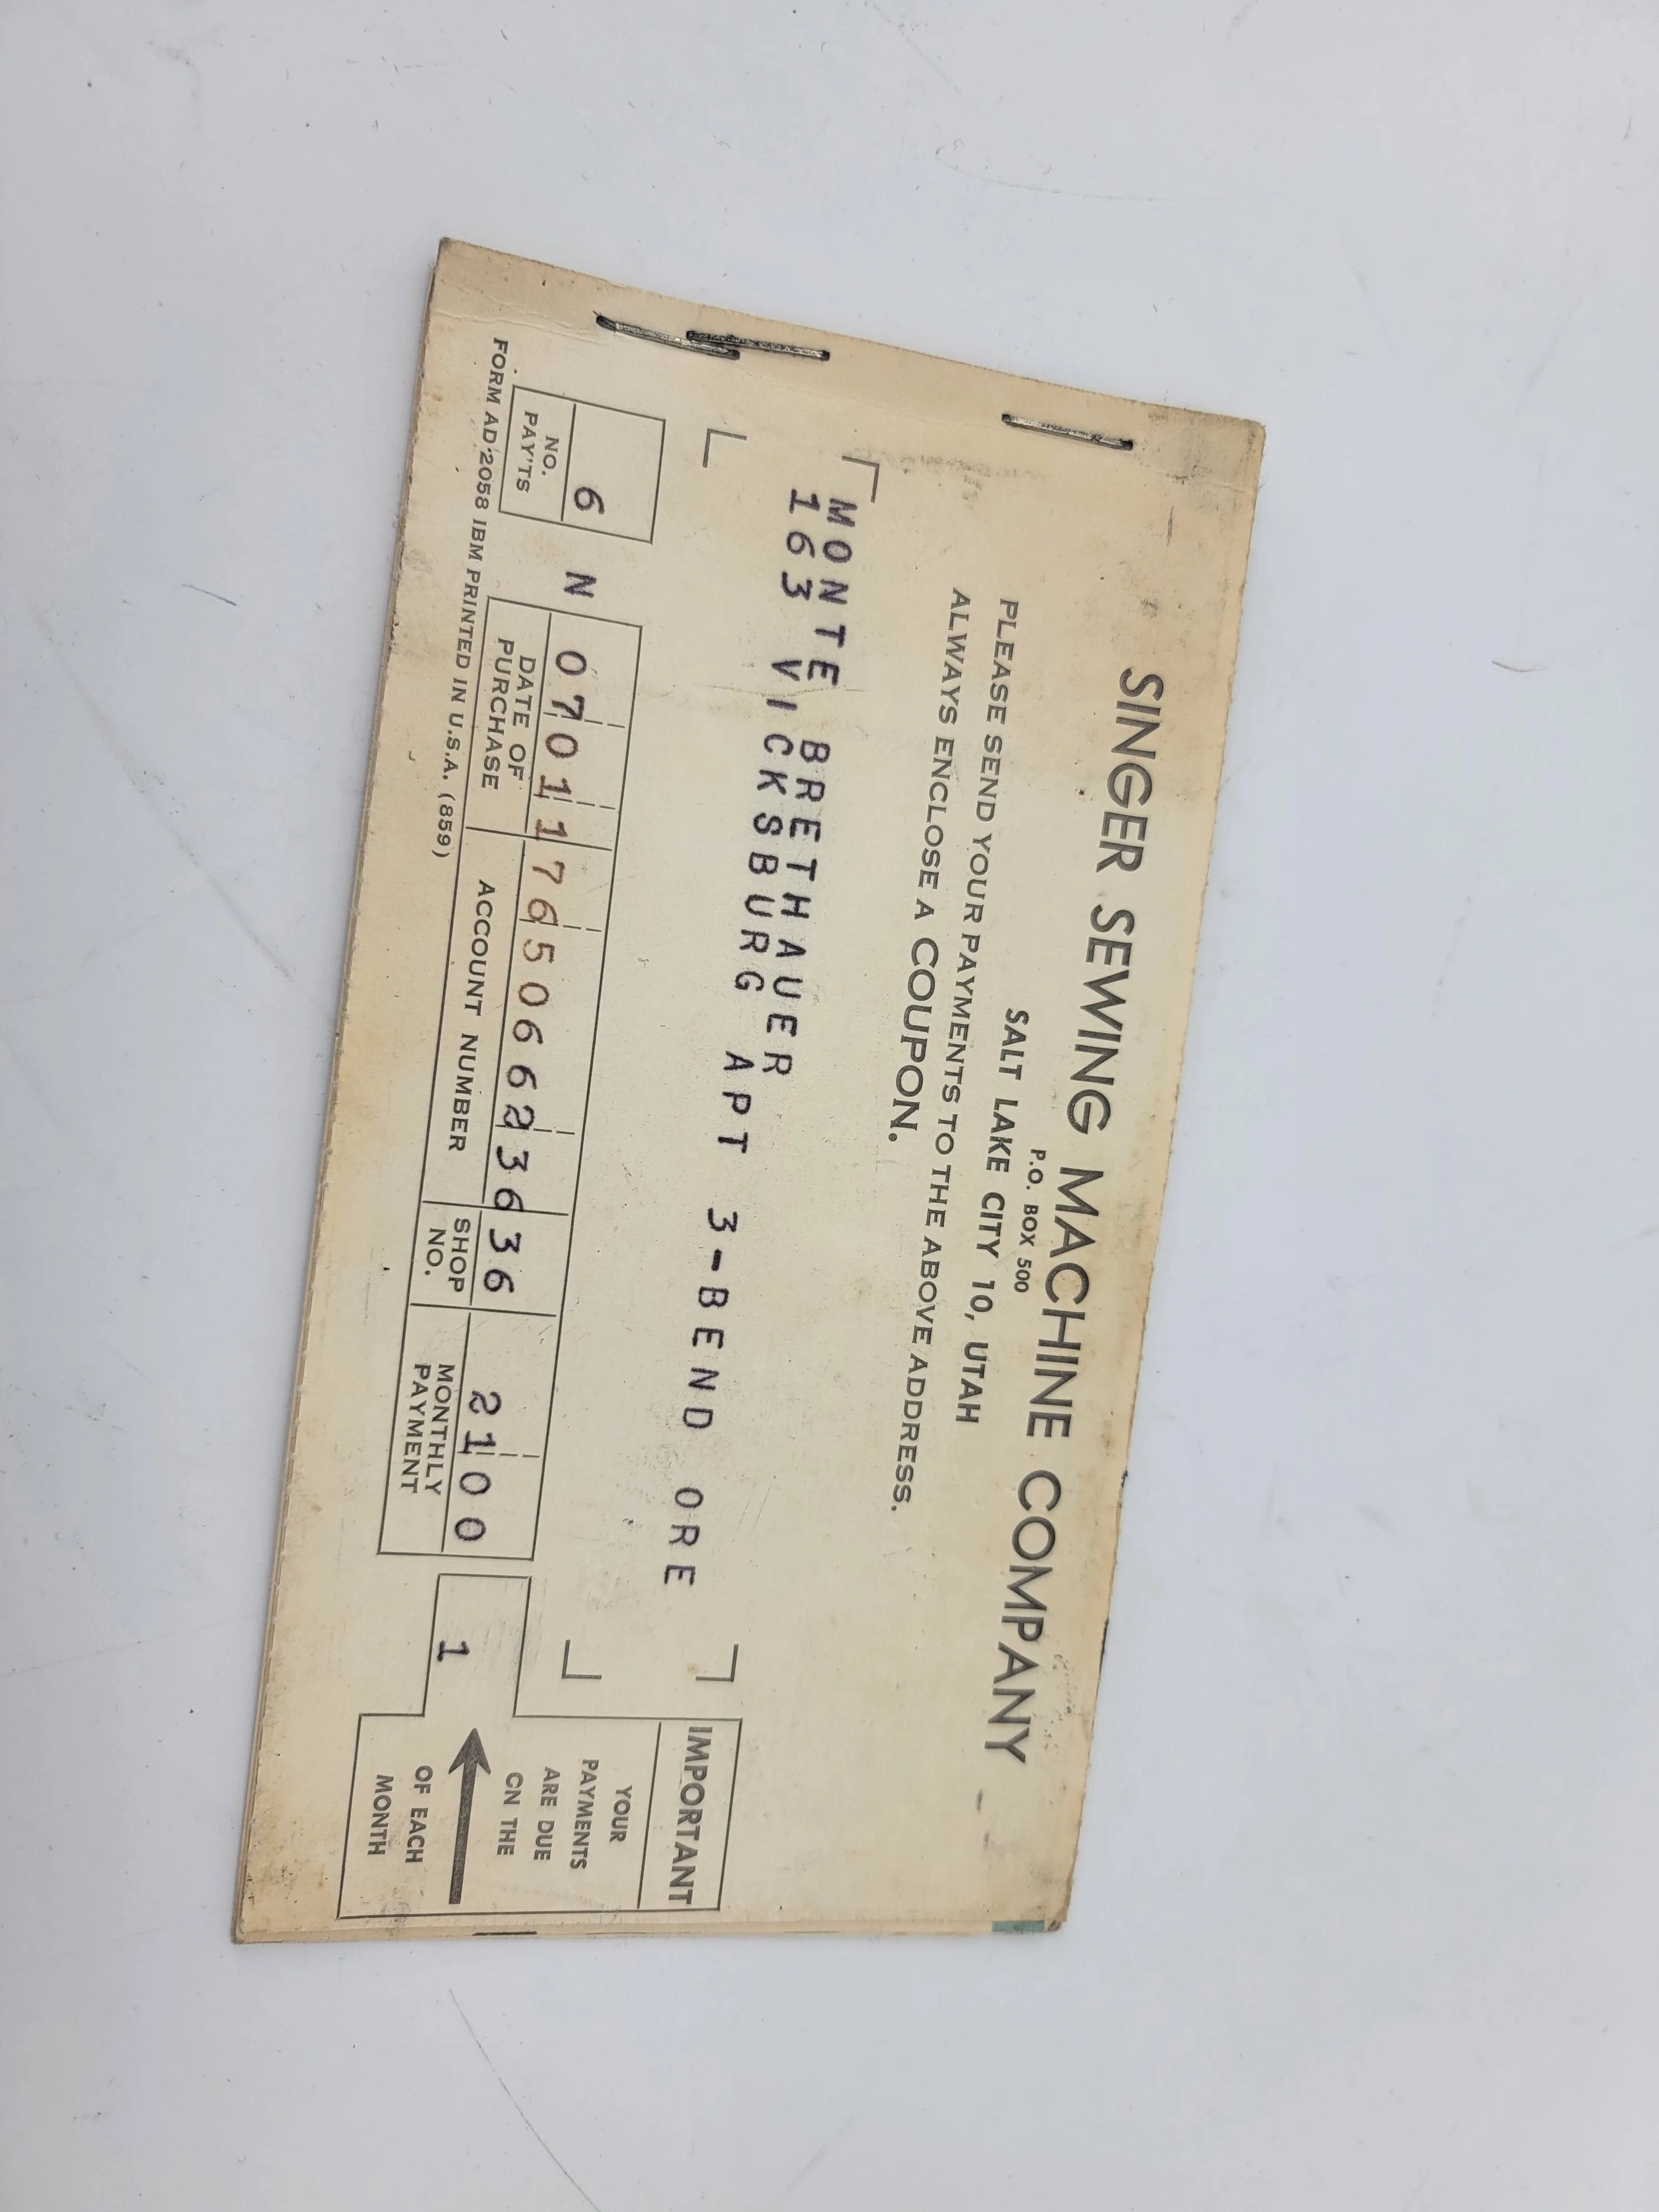 SINGER SEWING MACHINE COMPANY
P.O. BOX 500
SALT LAKE CITY 10, UTAH
PLEASE SEND YOUR PAYMENTS TO THE ABOVE ADDRESS.
ALWAYS ENCLOSE A COUPON.
MONTE BRETHAUER
163 VICKSBURG APT 3-BEND ORE
6 N 07011765066236 36 2100 1
NO. PAY'TS
DATE OF PURCHASE
ACCOUNT NUMBER
SHOP NO.
MONTHLY PAYMENT
IMPORTANT
YOUR
PAYMENTS
ARE DUE
ON THE
OF EACH
MONTH
FORM AD-2058 IBM PRINTED IN U.S.A. (859)